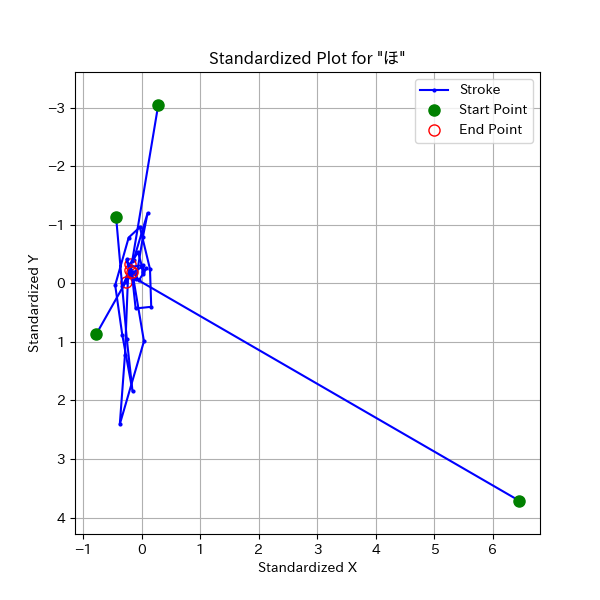 Standardized Plot for "ほ"
Stroke
Start Point
End Point
Standardized Y
−3
−2
−1
0
1
2
3
4
−1 0 1 2 3 4 5 6
Standardized X